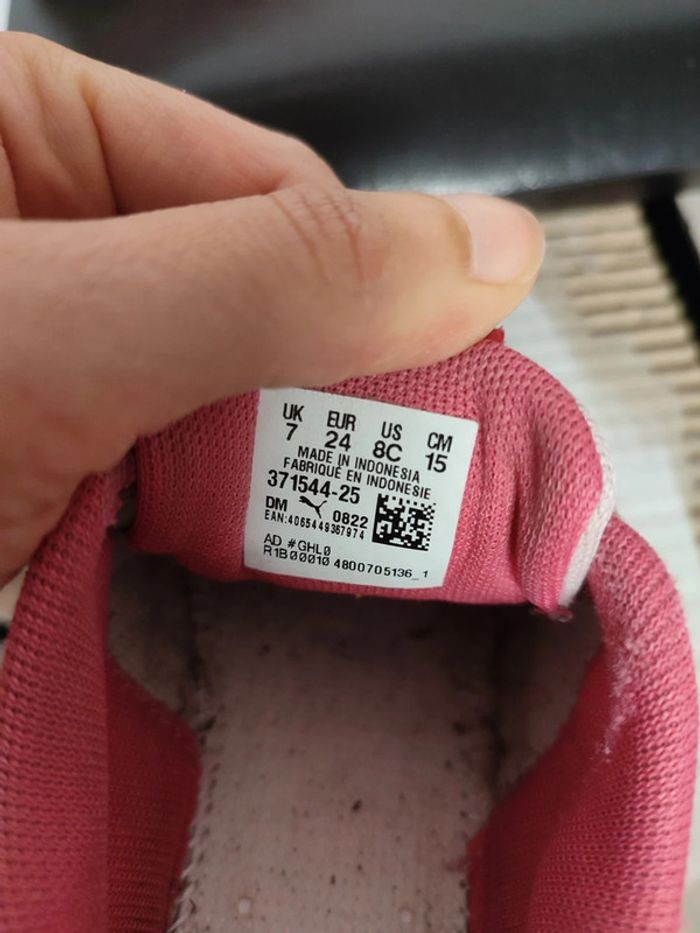 UK EUR US CM
7 24 8C 15
MADE IN INDONESIA
FABRIQUÉ EN INDONESIE
371544-25
DM 0822
EAN:4065449367974
AD #GHL0
R1B00010 4800705136_1